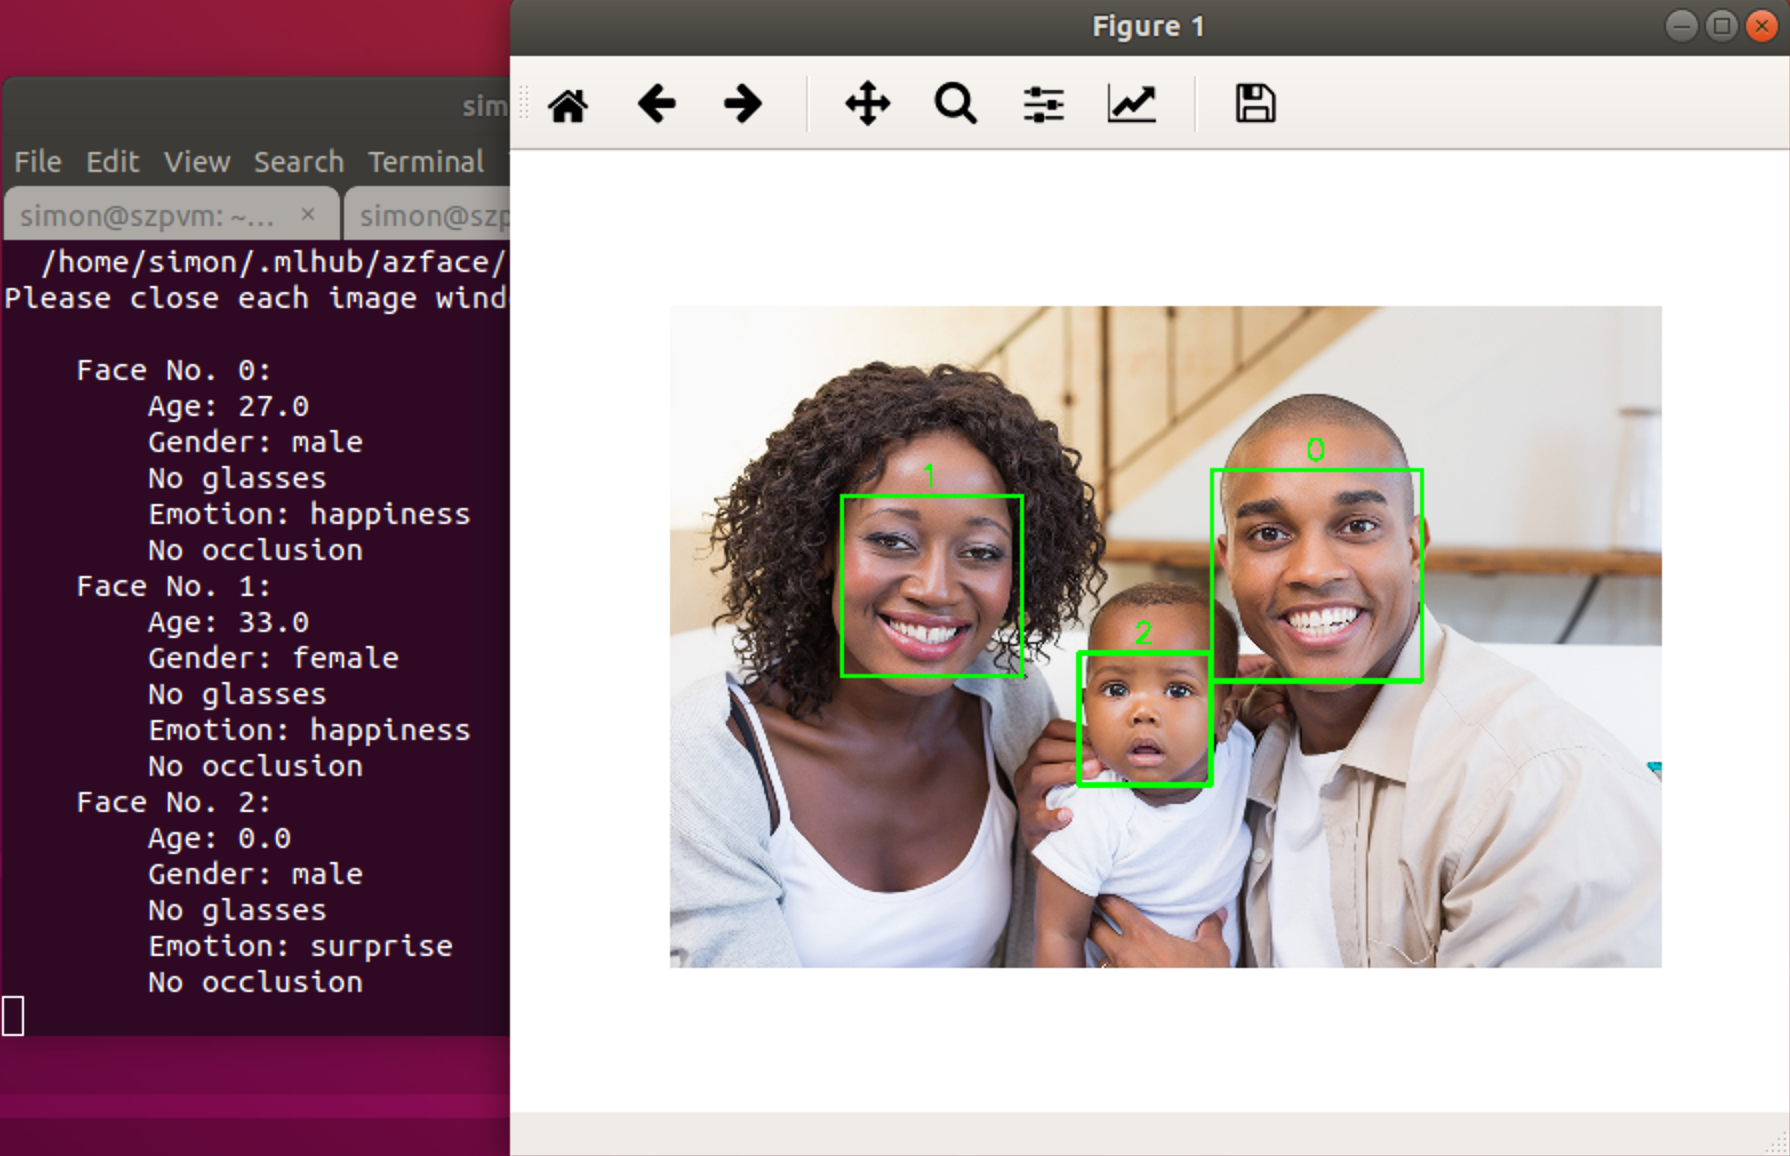 Figure 1
sim
File Edit View Search Terminal
simon@szpvm: ~… × simon@szp
/home/simon/.mlhub/azface/
Please close each image wind
Face No. 0:
Age: 27.0
Gender: male
No glasses
Emotion: happiness
No occlusion
Face No. 1:
Age: 33.0
Gender: female
No glasses
Emotion: happiness
No occlusion
Face No. 2:
Age: 0.0
Gender: male
No glasses
Emotion: surprise
No occlusion
0
1
2